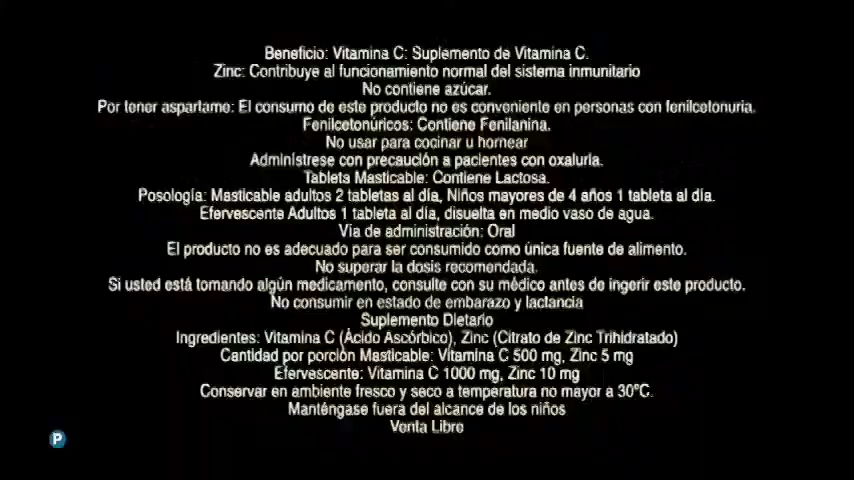 Beneficio: Vitamina C: Suplemento de Vitamina C.
Zinc: Contribuye al funcionamiento normal del sistema inmunitario
No contiene azúcar.
Por tener aspartame: El consumo de este producto no es conveniente en personas con fenilcetonuria.
Fenilcetonúricos: Contiene Fenilanina.
No usar para cocinar u hornear
Adminístrese con precaución a pacientes con oxaluria.
Tableta Masticable: Contiene Lactosa.
Posología: Masticable adultos 2 tabletas al día, Niños mayores de 4 años 1 tableta al día.
Efervescente Adultos 1 tableta al día, disuelta en medio vaso de agua.
Via de administración: Oral
El producto no es adecuado para ser consumido como única fuente de alimento.
No superar la dosis recomendada.
Si usted está tomando algún medicamento, consulte con su médico antes de ingerir este producto.
No consumir en estado de embarazo y lactancia
Suplemento Dietario
Ingredientes: Vitamina C (Ácido Ascórbico), Zinc (Citrato de Zinc Trihidratado)
Cantidad por porción Masticable: Vitamina C 500 mg, Zinc 5 mg
Efervescente: Vitamina C 1000 mg, Zinc 10 mg
Conservar en ambiente fresco y seco a temperatura no mayor a 30ºC.
Manténgase fuera del alcance de los niños
Venta Libre
P